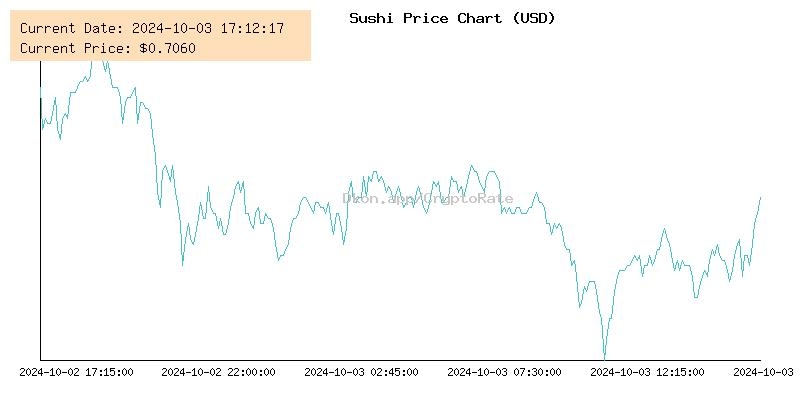 Sushi Price Chart (USD)
Current Date: 2024-10-03 17:12:17
Current Price: $0.7060
Dkon.app/CryptoRate
2024-10-02 17:15:00 2024-10-02 22:00:00 2024-10-03 02:45:00 2024-10-03 07:30:00 2024-10-03 12:15:00 2024-10-03